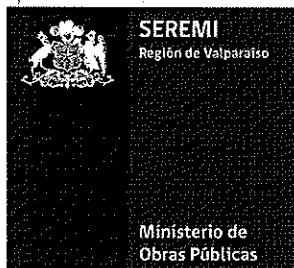 SEREMI
Región de Valparaíso
Ministerio de
Obras Públicas